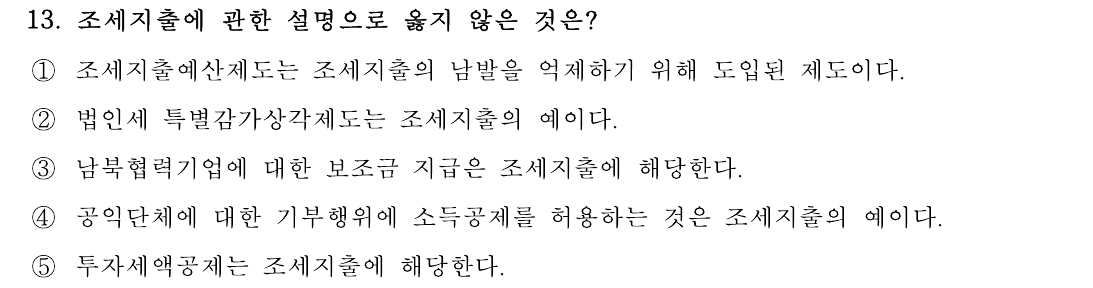 13. 조세지출에 관한 설명으로 옳지 않은 것은?
① 조세지출예산제도는 조세지출의 남발을 억제하기 위해 도입된 제도이다.
② 법인세 특별감가상각제도는 조세지출의 예이다.
③ 남북협력기업에 대한 보조금 지급은 조세지출에 해당한다.
④ 공익단체에 대한 기부행위에 소득공제를 허용하는 것은 조세지출의 예이다.
⑤ 투자세액공제는 조세지출에 해당한다.